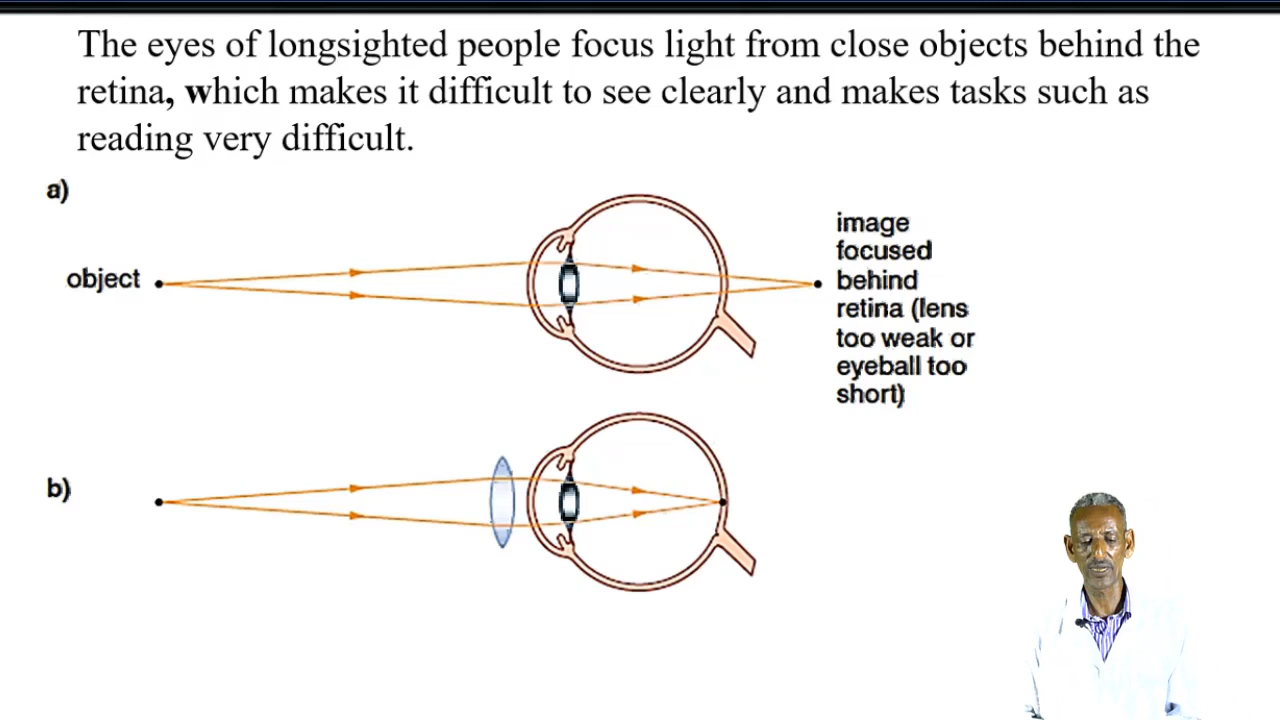 The eyes of longsighted people focus light from close objects behind the
retina, which makes it difficult to see clearly and makes tasks such as
reading very difficult.
a)
object
image
focused
behind
retina (lens
too weak or
eyeball too
short)
b)